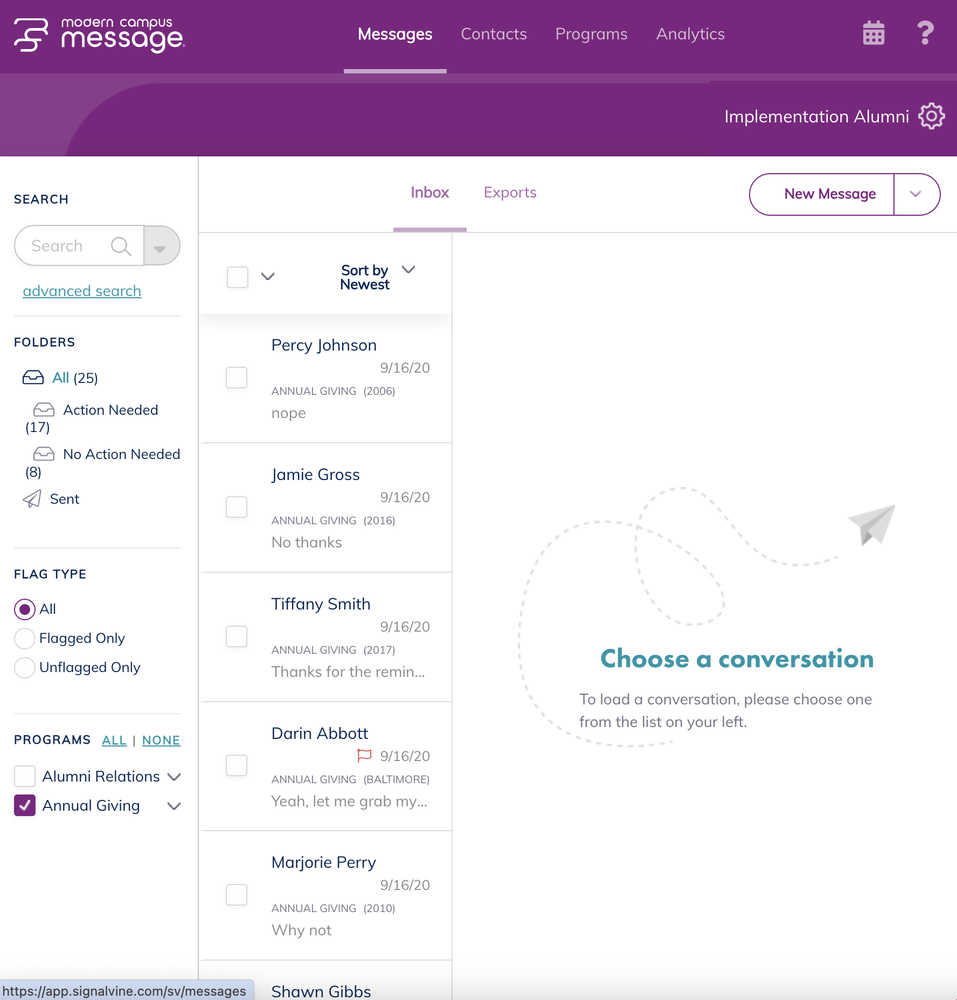 modern campus
message
Messages
Contacts
Programs
Analytics
Implementation Alumni
SEARCH
Search
advanced search
FOLDERS
All (25)
Action Needed
(17)
No Action Needed
(8)
Sent
FLAG TYPE
All
Flagged Only
Unflagged Only
PROGRAMS ALL | NONE
Alumni Relations
Annual Giving
https://app.signalvine.com/sv/messages
Inbox
Exports
New Message
Sort by
Newest
Percy Johnson
9/16/20
ANNUAL GIVING (2006)
nope
Jamie Gross
9/16/20
ANNUAL GIVING (2016)
No thanks
Tiffany Smith
9/16/20
ANNUAL GIVING (2017)
Thanks for the remin...
Darin Abbott
9/16/20
ANNUAL GIVING (BALTIMORE)
Yeah, let me grab my...
Marjorie Perry
9/16/20
ANNUAL GIVING (2010)
Why not
Shawn Gibbs
Choose a conversation
To load a conversation, please choose one
from the list on your left.